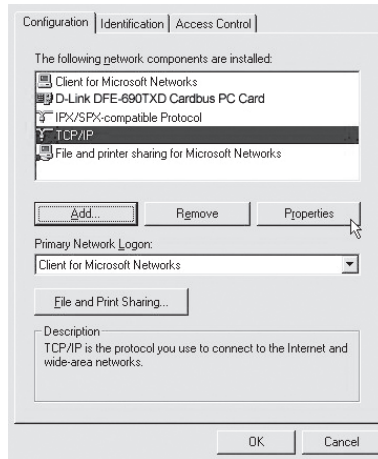 Configuration Identification Access Control
The following network components are installed:
Client for Microsoft Networks
D-Link DFE-690TXD Cardbus PC Card
IPX/SPX-compatible Protocol
TCP/IP
File and printer sharing for Microsoft Networks
Add... Remove Properties
Primary Network Logon:
Client for Microsoft Networks
File and Print Sharing...
Description
TCP/IP is the protocol you use to connect to the Internet and
wide-area networks.
OK Cancel